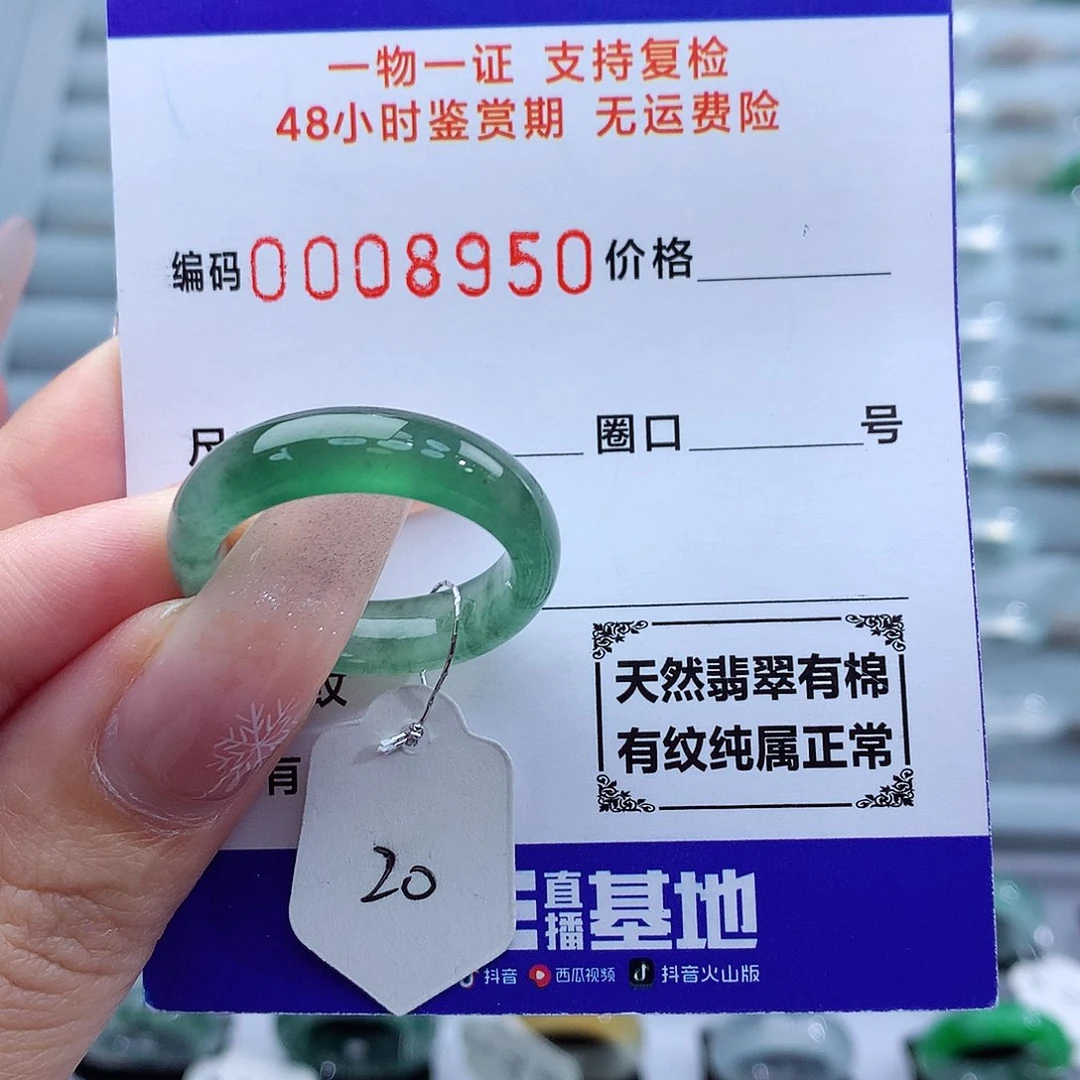 一物一证 支持复检
48小时鉴赏期 无运费险
编码0008950价格
尺 圈口 号
天然翡翠有棉
有纹纯属正常
有
20
直播基地
抖音 西瓜视频 抖音火山版